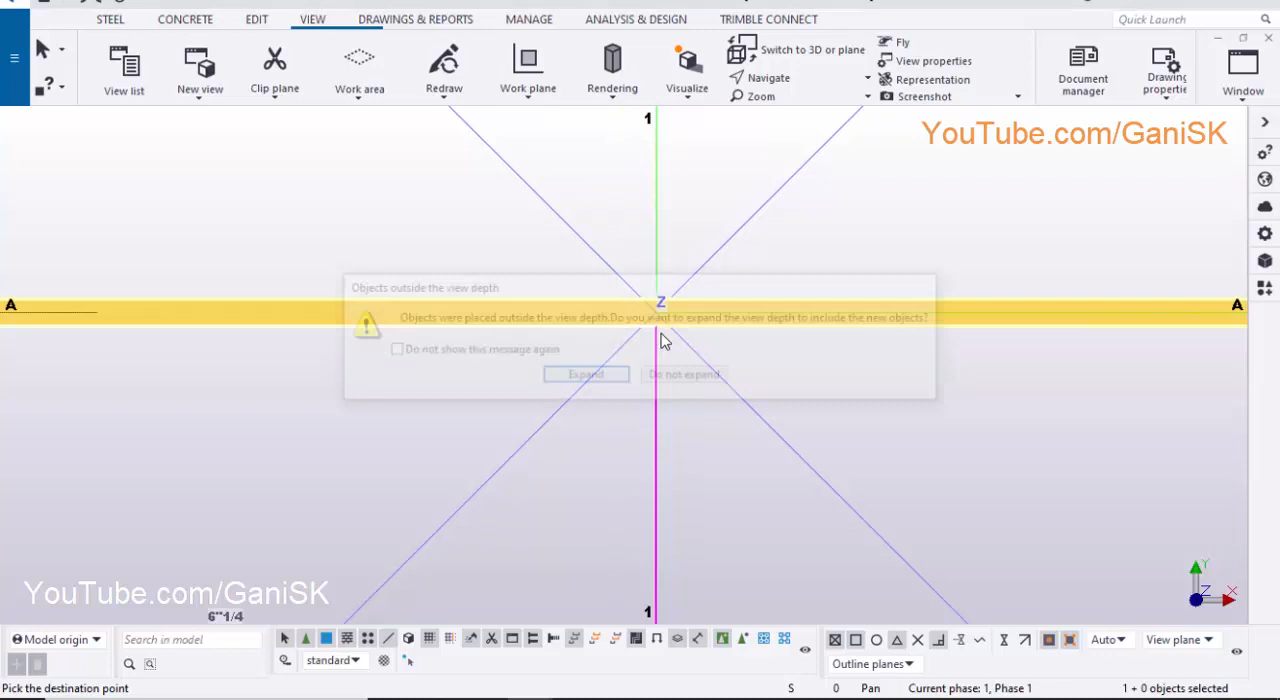 STEEL CONCRETE EDIT VIEW DRAWINGS & REPORTS MANAGE ANALYSIS & DESIGN TRIMBLE CONNECT Quick Launch
View list
New view
Clip plane
Work area
Redraw
Work plane
Rendering
Visualize
Switch to 3D or plane
Navigate
Zoom
Fly
View properties
Representation
Screenshot
Document
manager
Drawing
propertie
Window
1
YouTube.com/GaniSK
Objects outside the view depth
A
Z
A
Objects were placed outside the view depth.Do you want to expand the view depth to include the new objects?
Do not show this message again
Expand Do not expand
YouTube.com/GaniSK
6"1/4
1
Y
Z
X
Model origin
Search in model
standard
Auto
View plane
Outline planes
Pick the destination point
S 0 Pan Current phase: 1, Phase 1 1 + 0 objects selected